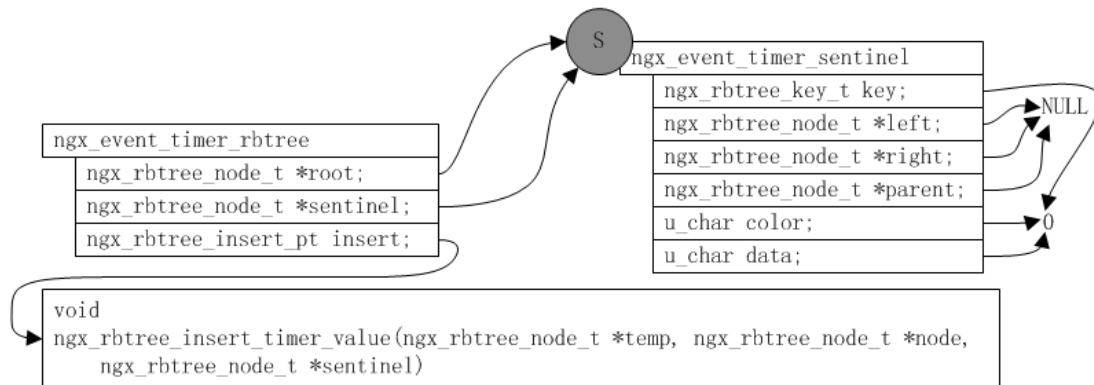 S
ngx_event_timer_sentinel
ngx_rbtree_key_t key;
ngx_rbtree_node_t *left;
ngx_rbtree_node_t *right;
ngx_rbtree_node_t *parent;
u_char color;
u_char data;
NULL
0
ngx_event_timer_rbtree
ngx_rbtree_node_t *root;
ngx_rbtree_node_t *sentinel;
ngx_rbtree_insert_pt insert;
void
ngx_rbtree_insert_timer_value(ngx_rbtree_node_t *temp, ngx_rbtree_node_t *node,
ngx_rbtree_node_t *sentinel)